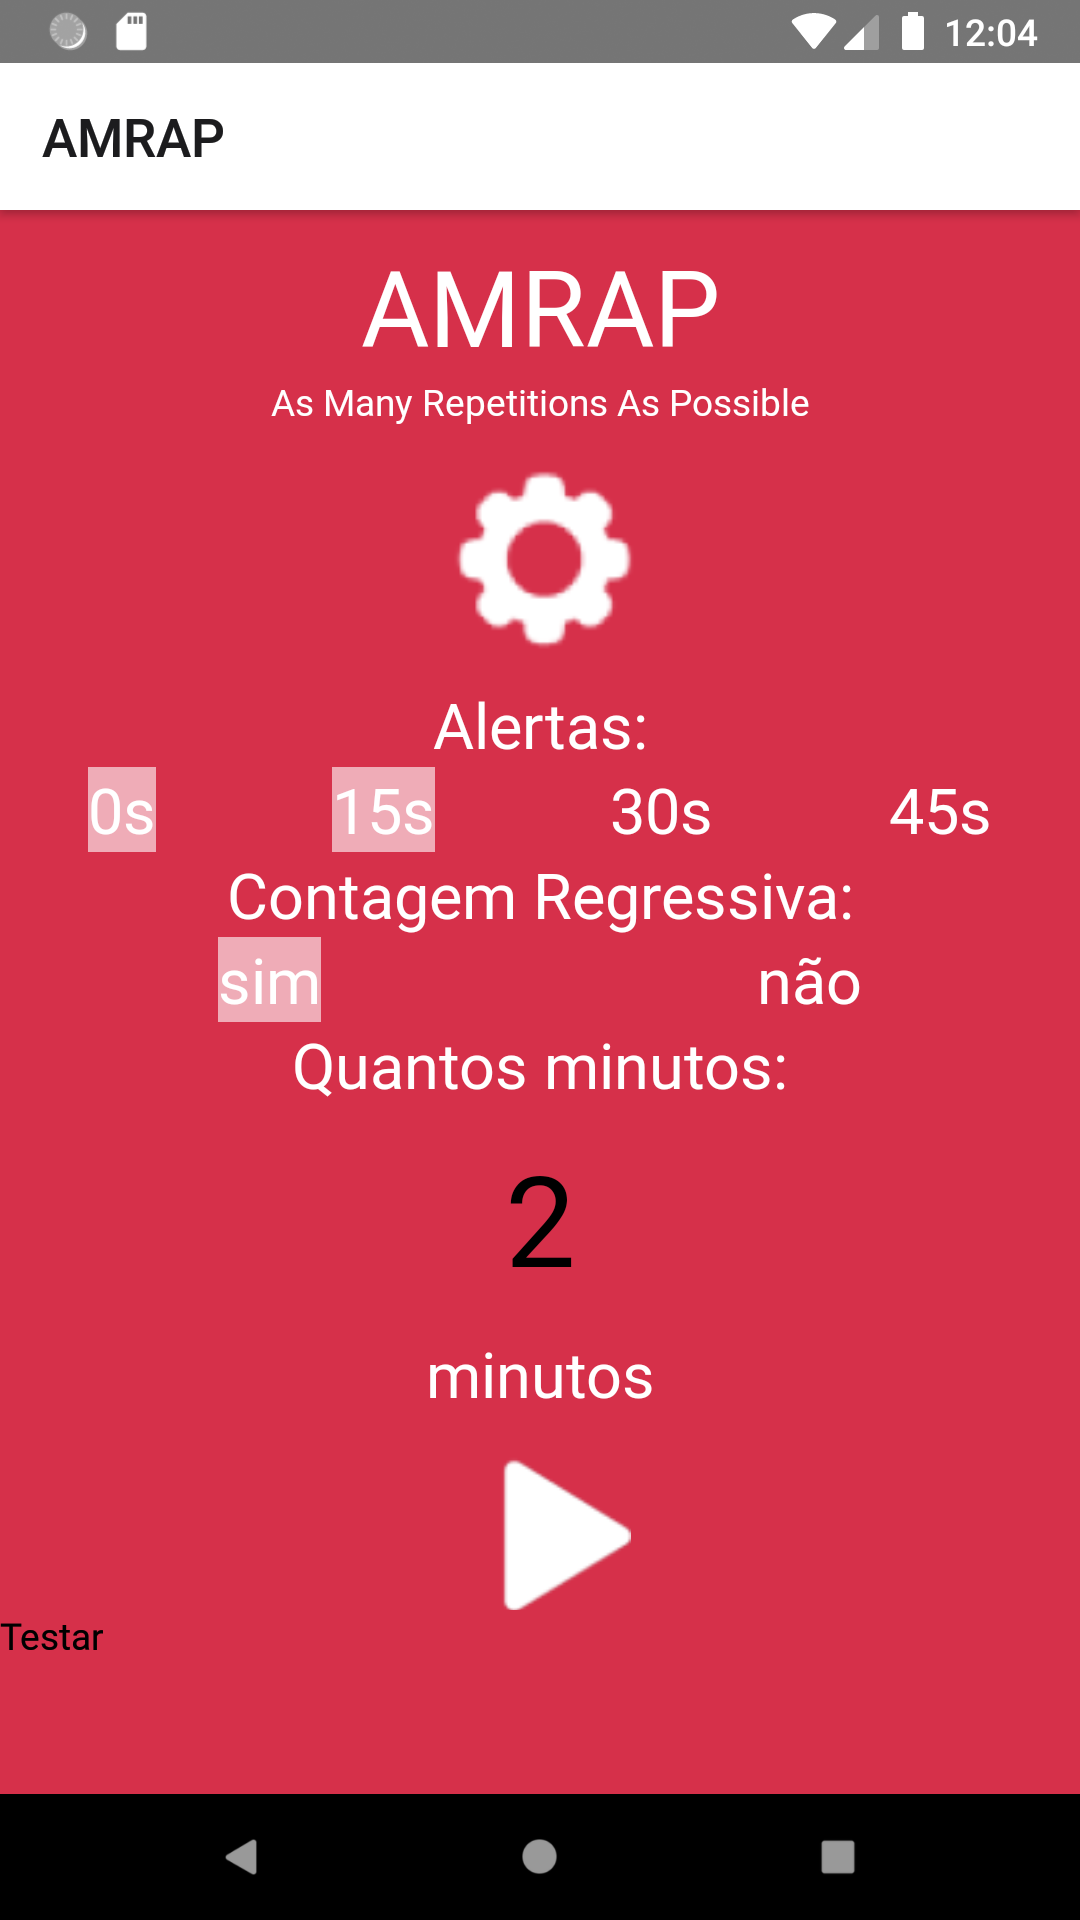 12:04
AMRAP
AMRAP
As Many Repetitions As Possible
Alertas:
0s 15s 30s 45s
Contagem Regressiva:
sim não
Quantos minutos:
2
minutos
Testar